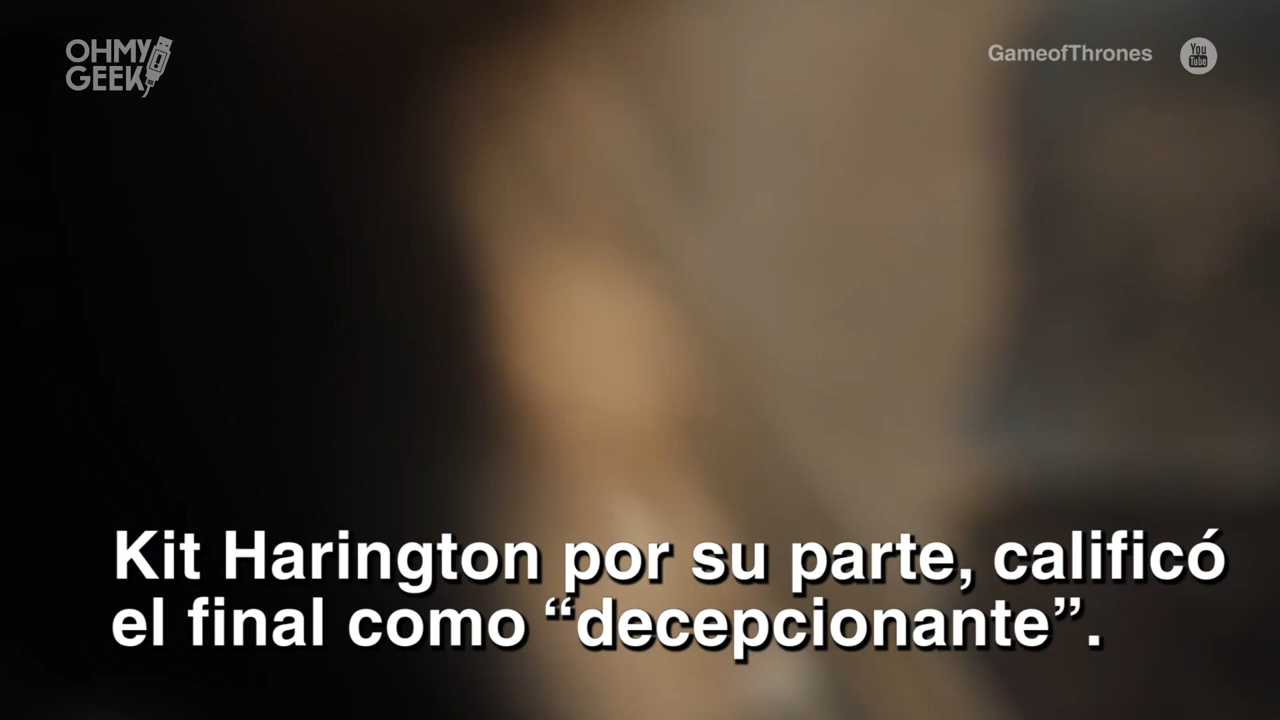 OHMY
GEEK
GameofThrones
You
Tube
Kit Harington por su parte, calificó
el final como “decepcionante”.